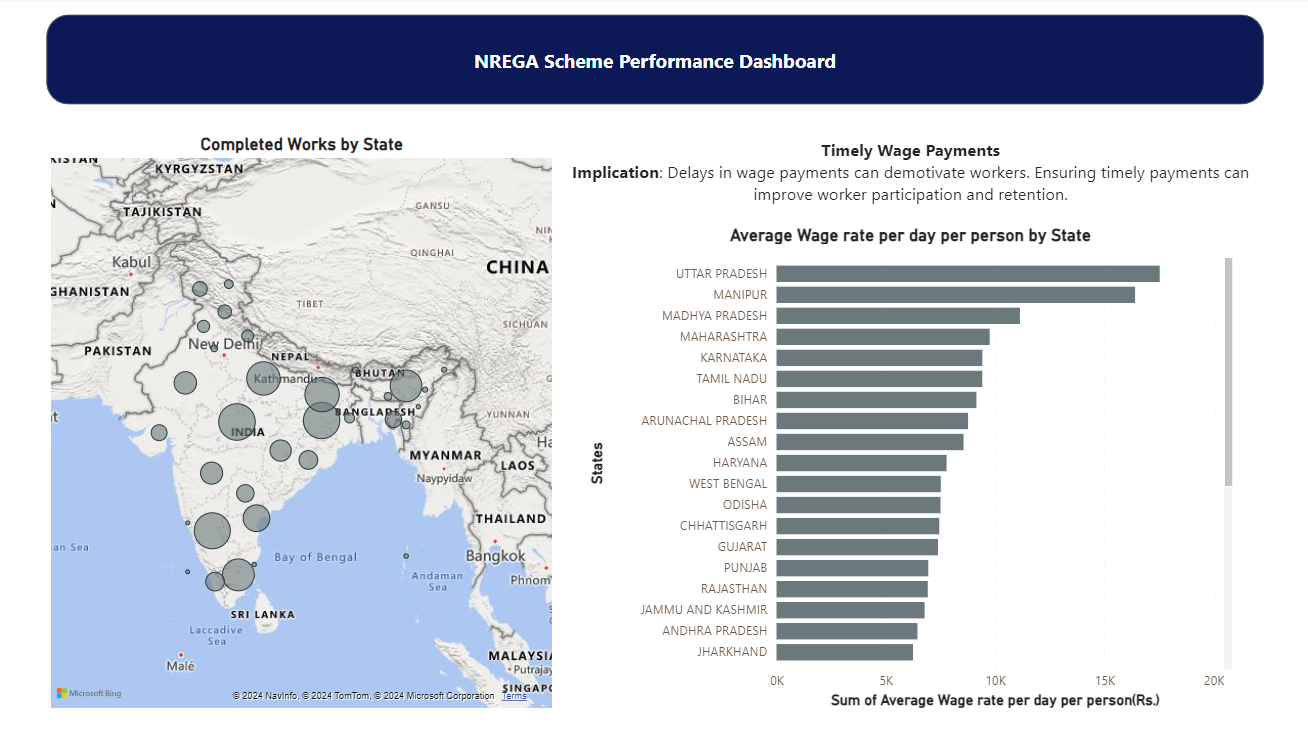 NREGA Scheme Performance Dashboard
Completed Works by State
KYRGYZSTAN
TAJIKISTAN
GANSU
Kabul
QINGHAI
CHINA
GHANISTAN
TIBET
SICHUAN
New Delhi
PAKISTAN
NEPAL
Kathmandu
BHUTAN
BANGLADESH
YUNNAN
INDIA
MYANMAR
LAOS
Naypyidaw
THAILAND
an Sea
Bay of Bengal
Bangkok
Andaman
Sea
Phnom
SRI LANKA
Laccadive
Sea
Malé
MALAYSIA
Putrajay
SINGAPO
Microsoft Bing
© 2024 NavInfo, © 2024 TomTom, © 2024 Microsoft Corporation Terms
Timely Wage Payments
Implication: Delays in wage payments can demotivate workers. Ensuring timely payments can
improve worker participation and retention.
Average Wage rate per day per person by State
States
UTTAR PRADESH
MANIPUR
MADHYA PRADESH
MAHARASHTRA
KARNATAKA
TAMIL NADU
BIHAR
ARUNACHAL PRADESH
ASSAM
HARYANA
WEST BENGAL
ODISHA
CHHATTISGARH
GUJARAT
PUNJAB
RAJASTHAN
JAMMU AND KASHMIR
ANDHRA PRADESH
JHARKHAND
0K 5K 10K 15K 20K
Sum of Average Wage rate per day per person(Rs.)